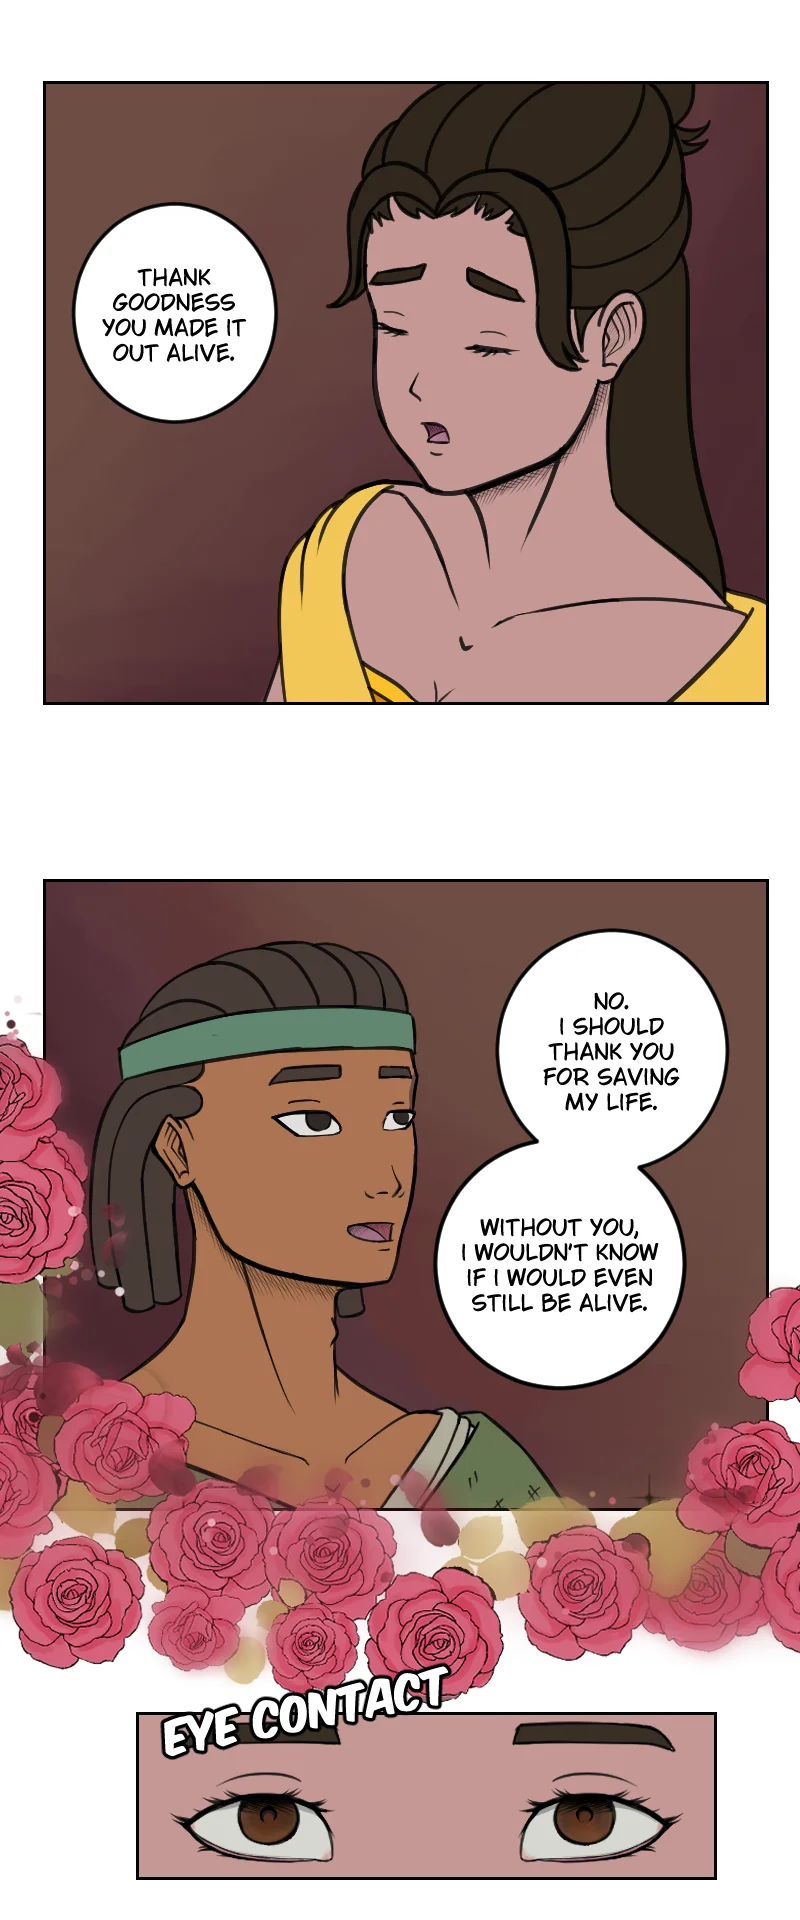 THANK
GOODNESS
YOU MADE IT
OUT ALIVE.
NO.
I SHOULD
THANK YOU
FOR SAVING
MY LIFE.
WITHOUT YOU,
I WOULDN'T KNOW
IF I WOULD EVEN
STILL BE ALIVE.
EYE CONTACT